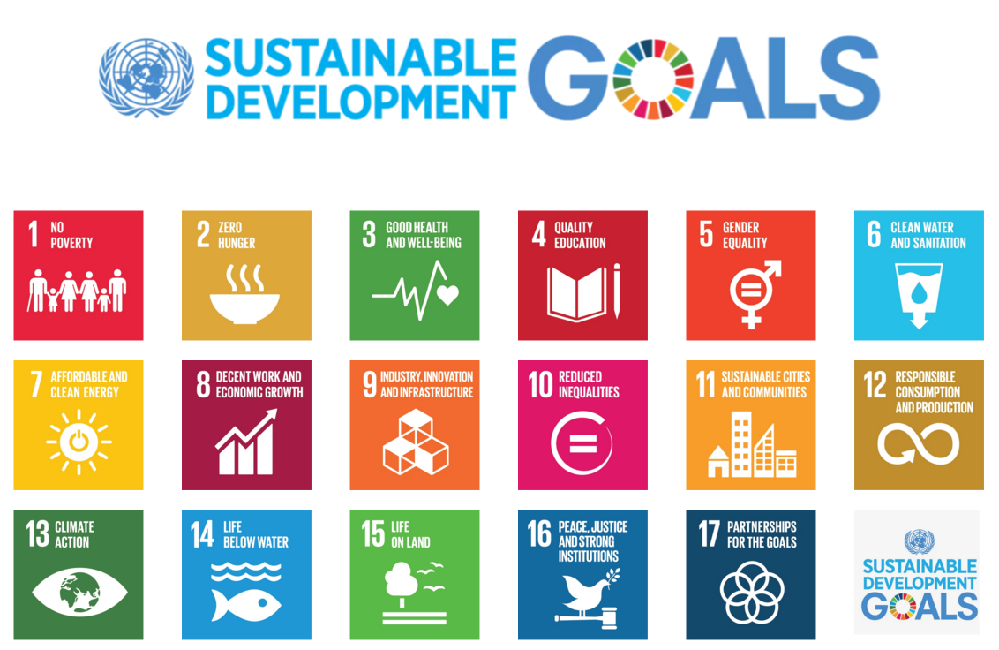 SUSTAINABLE
DEVELOPMENT
GOALS
1 NO
POVERTY
2 ZERO
HUNGER
3 GOOD HEALTH
AND WELL-BEING
4 QUALITY
EDUCATION
5 GENDER
EQUALITY
6 CLEAN WATER
AND SANITATION
7 AFFORDABLE AND
CLEAN ENERGY
8 DECENT WORK AND
ECONOMIC GROWTH
9 INDUSTRY, INNOVATION
AND INFRASTRUCTURE
10 REDUCED
INEQUALITIES
11 SUSTAINABLE CITIES
AND COMMUNITIES
12 RESPONSIBLE
CONSUMPTION
AND PRODUCTION
13 CLIMATE
ACTION
14 LIFE
BELOW WATER
15 LIFE
ON LAND
16 PEACE, JUSTICE
AND STRONG
INSTITUTIONS
17 PARTNERSHIPS
FOR THE GOALS
SUSTAINABLE
DEVELOPMENT
GOALS